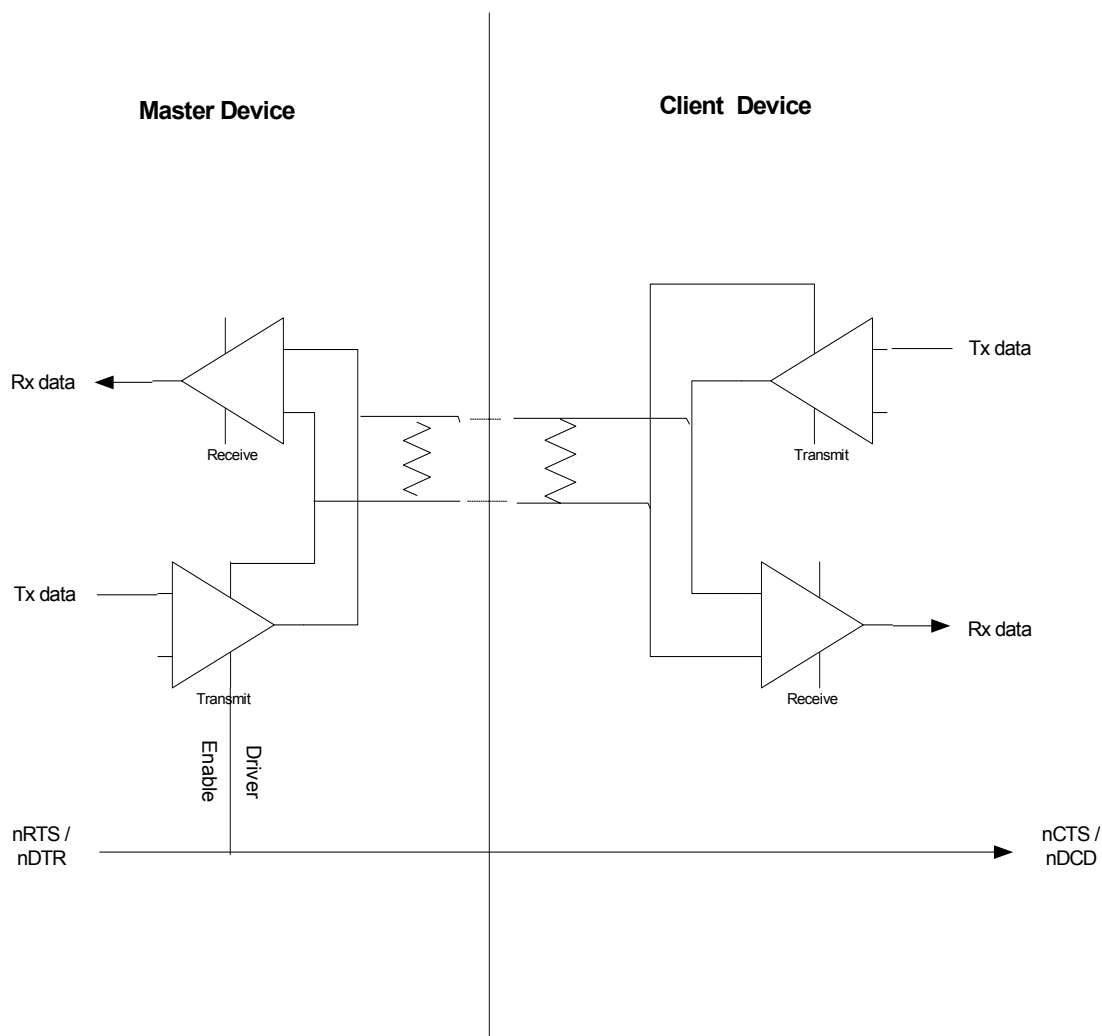 Master Device
Client Device
Rx data
Receive
Tx data
Transmit
Tx data
Transmit
Rx data
Receive
Driver
Enable
nRTS /
nDTR
nCTS /
nDCD